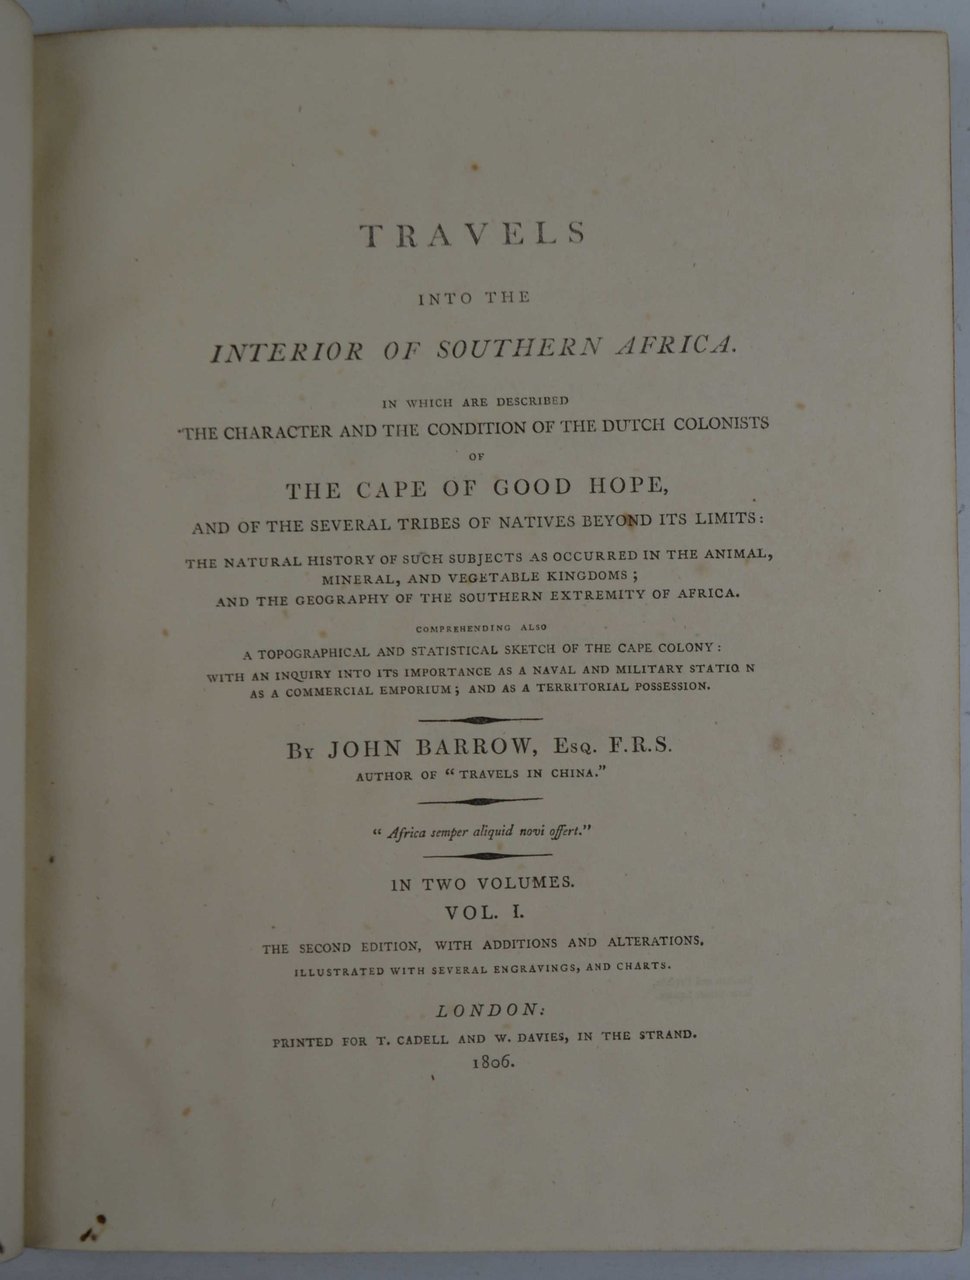 TRAVELS
INTO THE
INTERIOR OF SOUTHERN AFRICA.
IN WHICH ARE DESCRIBED
THE CHARACTER AND THE CONDITION OF THE DUTCH COLONISTS
OF
THE CAPE OF GOOD HOPE,
AND OF THE SEVERAL TRIBES OF NATIVES BEYOND ITS LIMITS:
THE NATURAL HISTORY OF SUCH SUBJECTS AS OCCURRED IN THE ANIMAL,
MINERAL, AND VEGETABLE KINGDOMS;
AND THE GEOGRAPHY OF THE SOUTHERN EXTREMITY OF AFRICA.
COMPREHENDING ALSO
A TOPOGRAPHICAL AND STATISTICAL SKETCH OF THE CAPE COLONY:
WITH AN INQUIRY INTO ITS IMPORTANCE AS A NAVAL AND MILITARY STATIO N
AS A COMMERCIAL EMPORIUM; AND AS A TERRITORIAL POSSESSION.
BY JOHN BARROW, ESQ. F.R.S.
AUTHOR OF "TRAVELS IN CHINA."
"Africa semper aliquid novi offert."
IN TWO VOLUMES.
VOL. I.
THE SECOND EDITION, WITH ADDITIONS AND ALTERATIONS.
ILLUSTRATED WITH SEVERAL ENGRAVINGS, AND CHARTS.
LONDON:
PRINTED FOR T. CADELL AND W. DAVIES, IN THE STRAND.
1806.